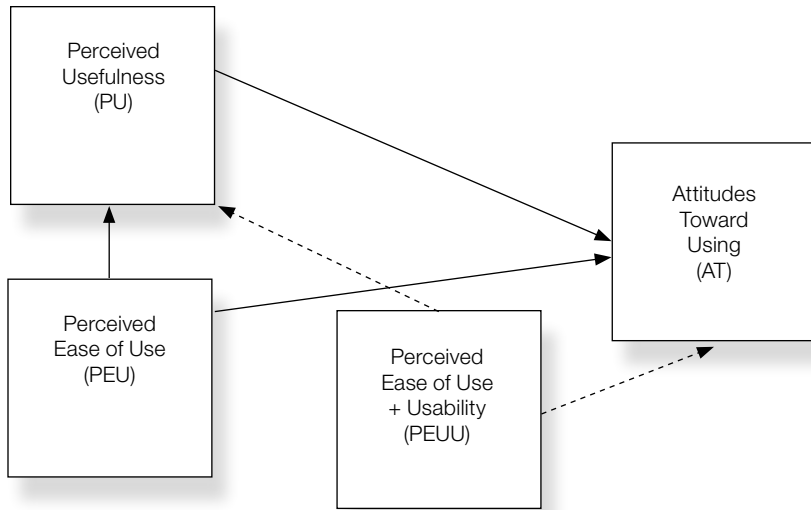 Perceived
Usefulness
(PU)
Attitudes
Toward
Using
(AT)
Perceived
Ease of Use
(PEU)
Perceived
Ease of Use
+ Usability
(PEUU)